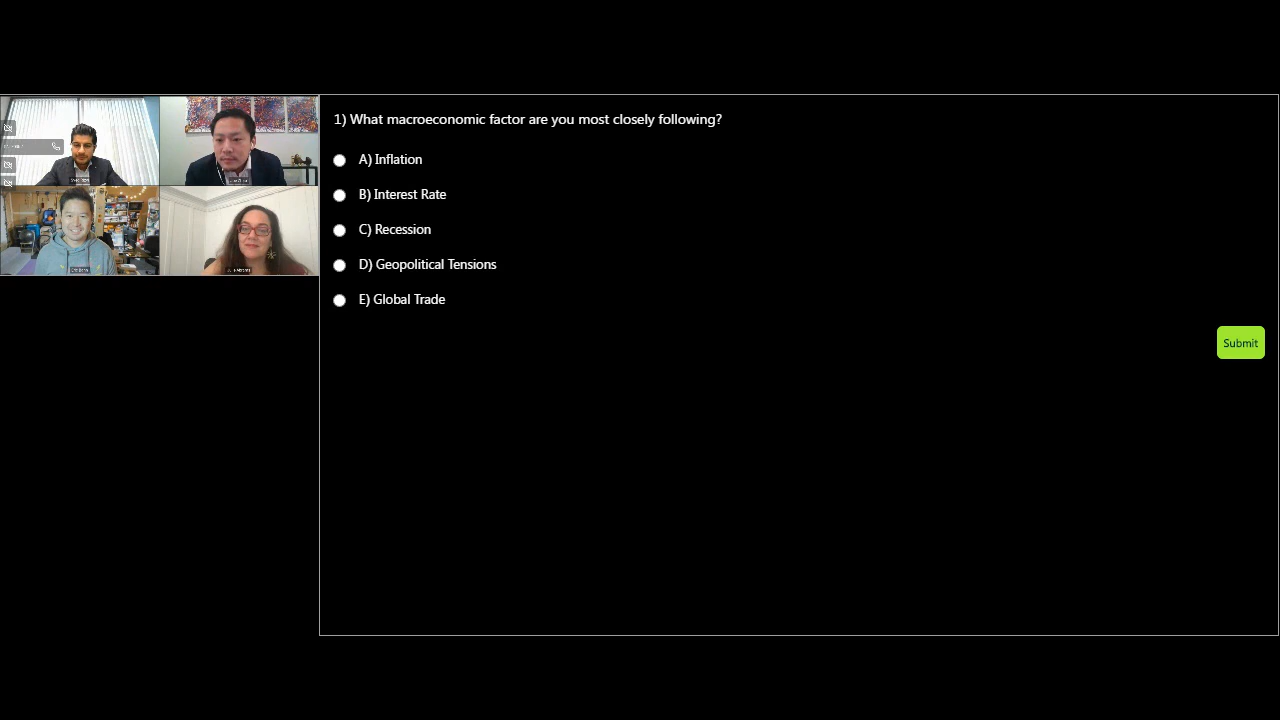 1) What macroeconomic factor are you most closely following?
A) Inflation
B) Interest Rate
C) Recession
D) Geopolitical Tensions
E) Global Trade
Submit